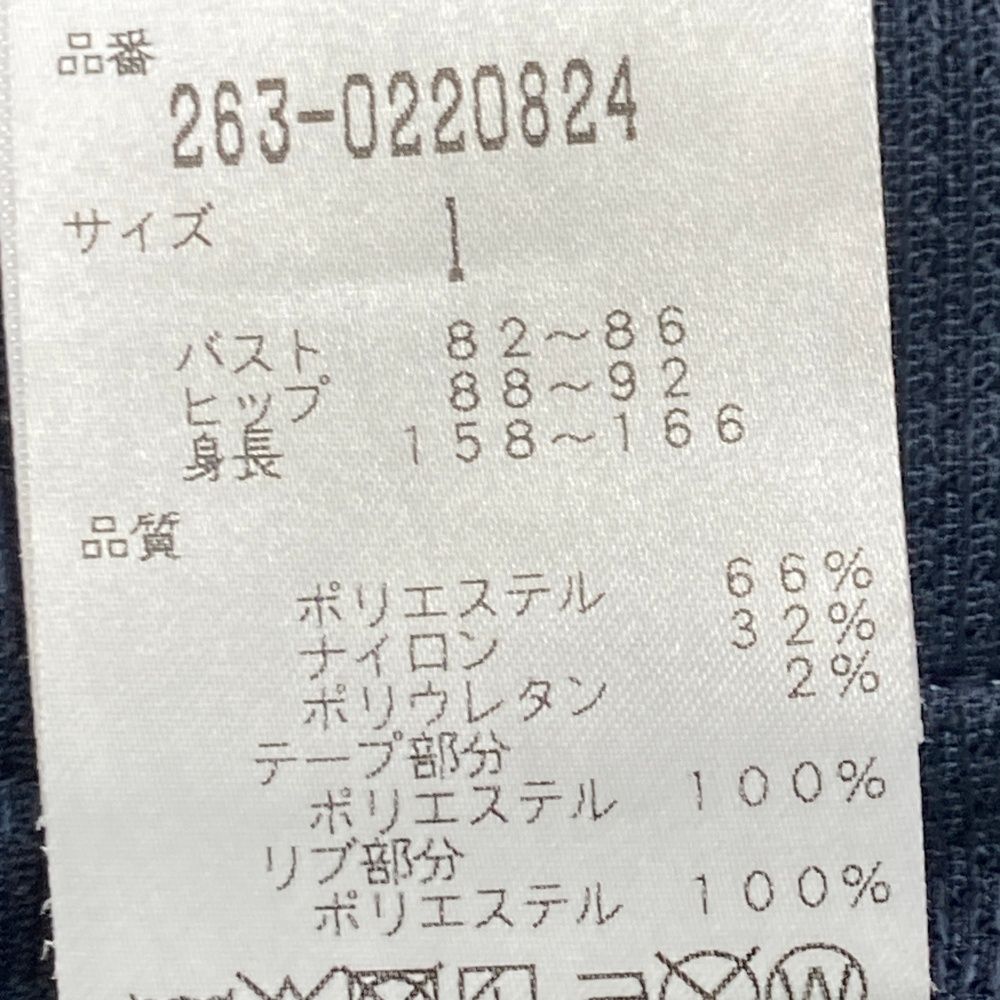 品番
263-0220824
サイズ 1
バスト 82～86
ヒップ 88～92
身長 158～166
品質
ポリエステル 66%
ナイロン 32%
ポリウレタン 2%
テープ部分
ポリエステル 100%
リブ部分
ポリエステル 100%
W